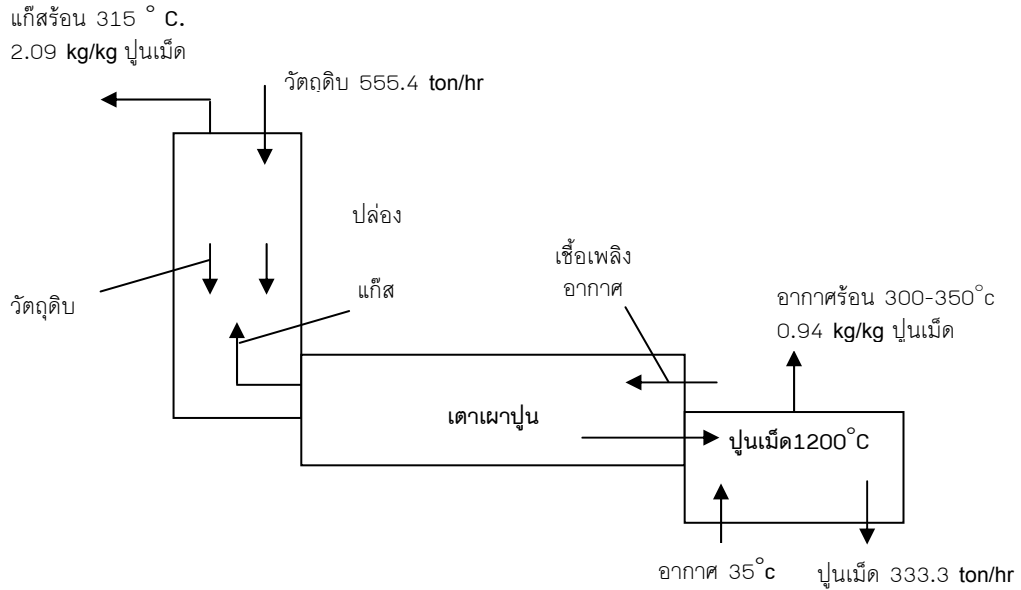 แก๊สร้อน 315 ° C.
2.09 kg/kg ปูนเม็ด
วัตถุดิบ 555.4 ton/hr
ปล่อง
เชื้อเพลิง
อากาศ
แก๊ส
วัตถุดิบ
อากาศร้อน 300-350°c
0.94 kg/kg ปูนเม็ด
เตาเผาปูน
ปูนเม็ด1200°C
อากาศ 35°c
ปูนเม็ด 333.3 ton/hr